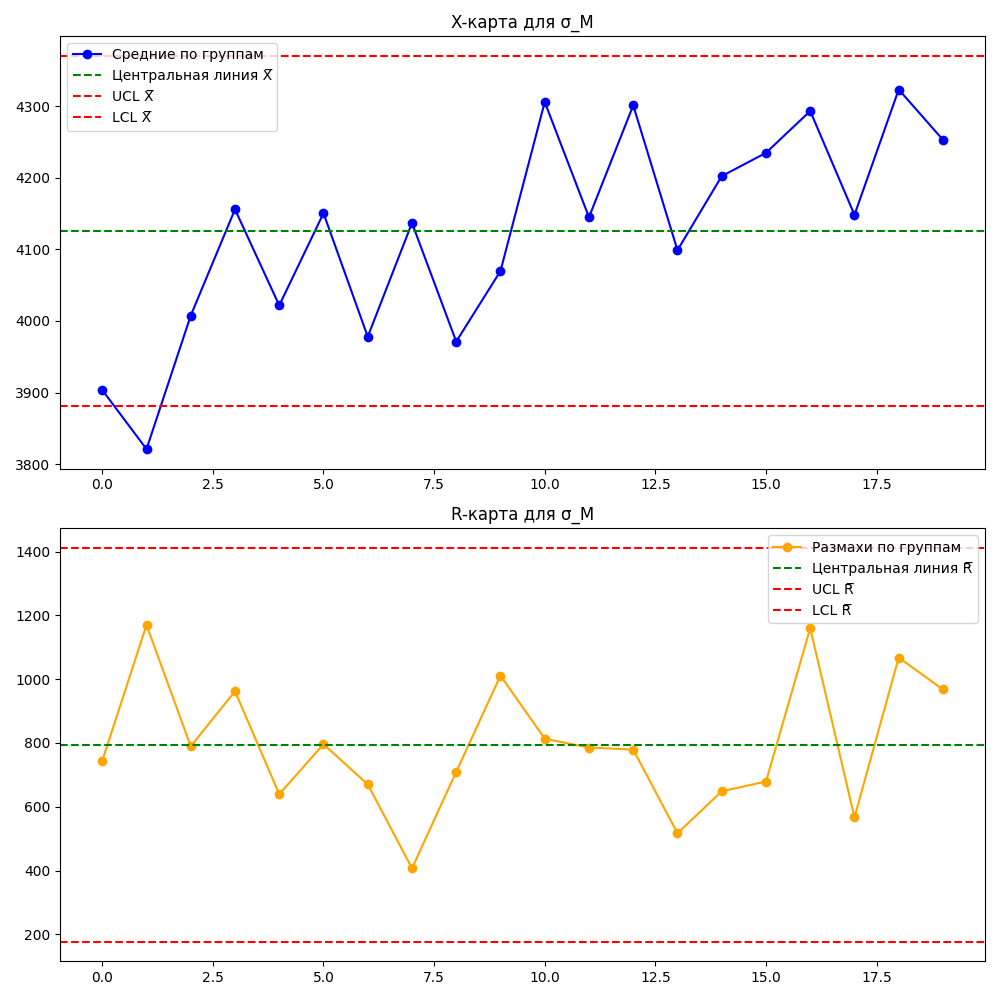 X-карта для σ_M
Средние по группам
Центральная линия X̅
UCL X̅
LCL X̅
4300
4200
4100
4000
3900
3800
0.0 2.5 5.0 7.5 10.0 12.5 15.0 17.5
R-карта для σ_M
Размахи по группам
Центральная линия R̅
UCL R̅
LCL R̅
1400
1200
1000
800
600
400
200
0.0 2.5 5.0 7.5 10.0 12.5 15.0 17.5